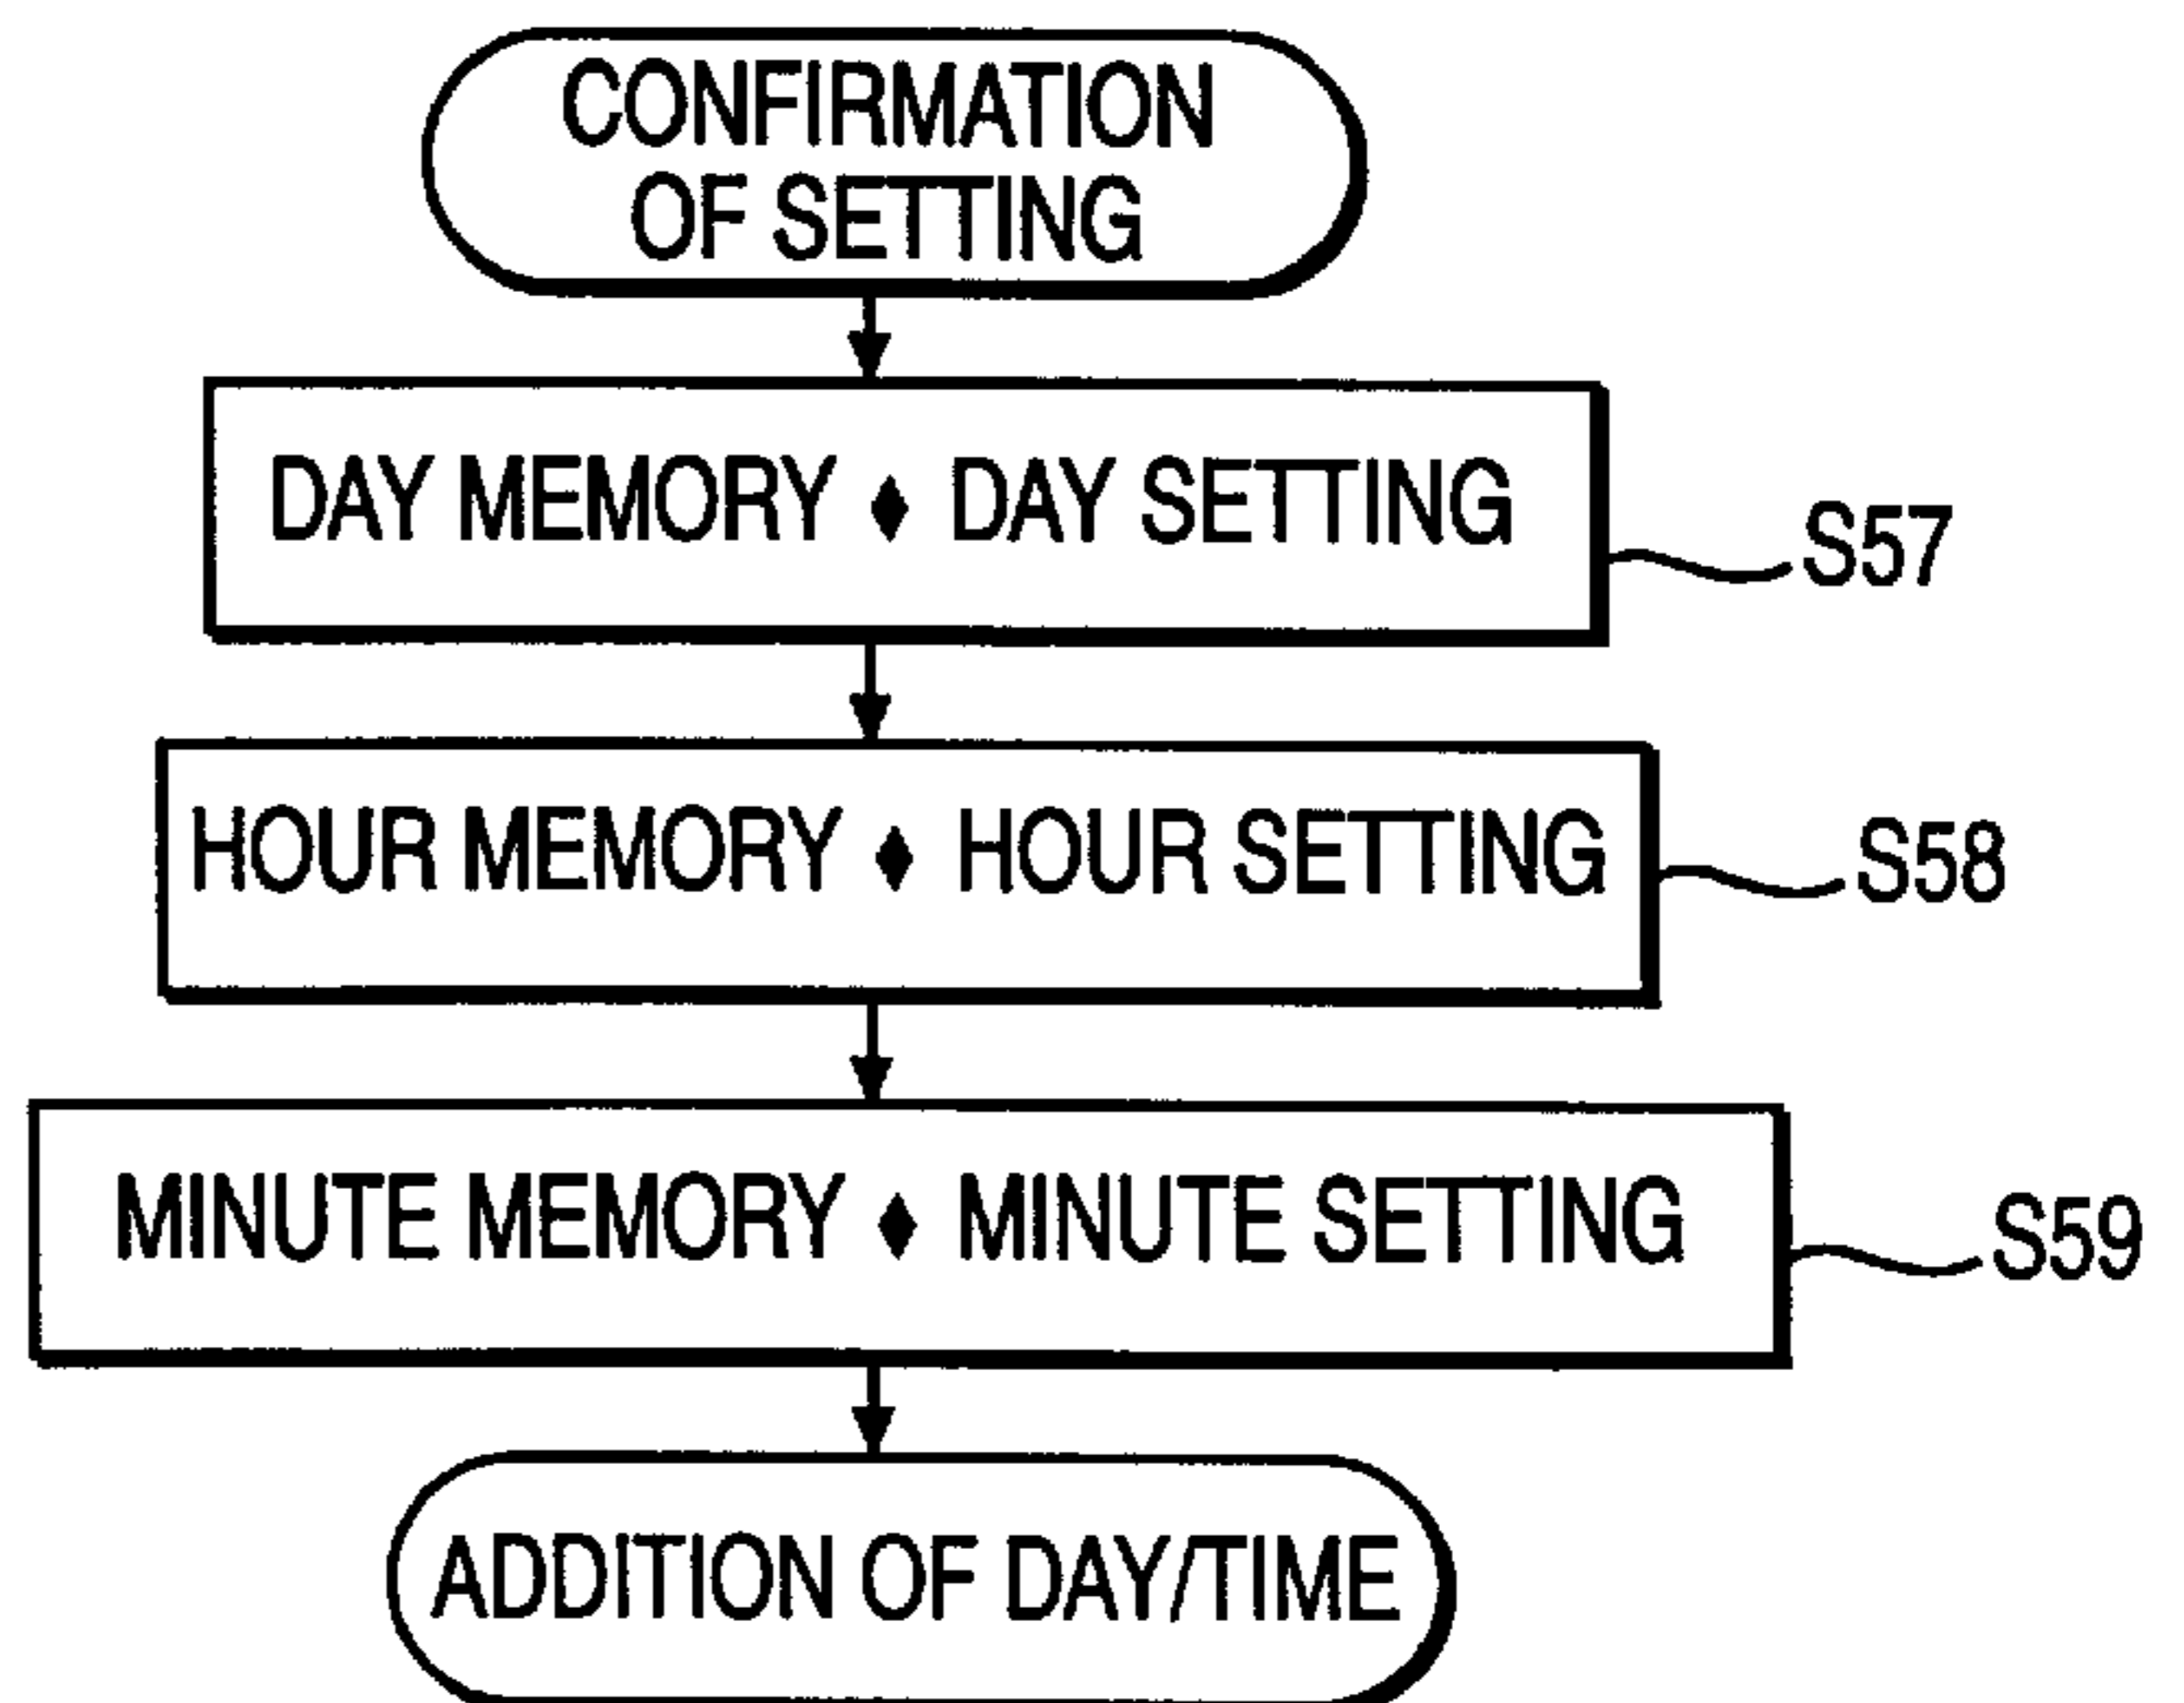 CONFIRMATION
OF SETTING
DAY MEMORY ♦ DAY SETTING
S57
HOUR MEMORY ♦ HOUR SETTING
S58
MINUTE MEMORY ♦ MINUTE SETTING
S59
ADDITION OF DAY/TIME